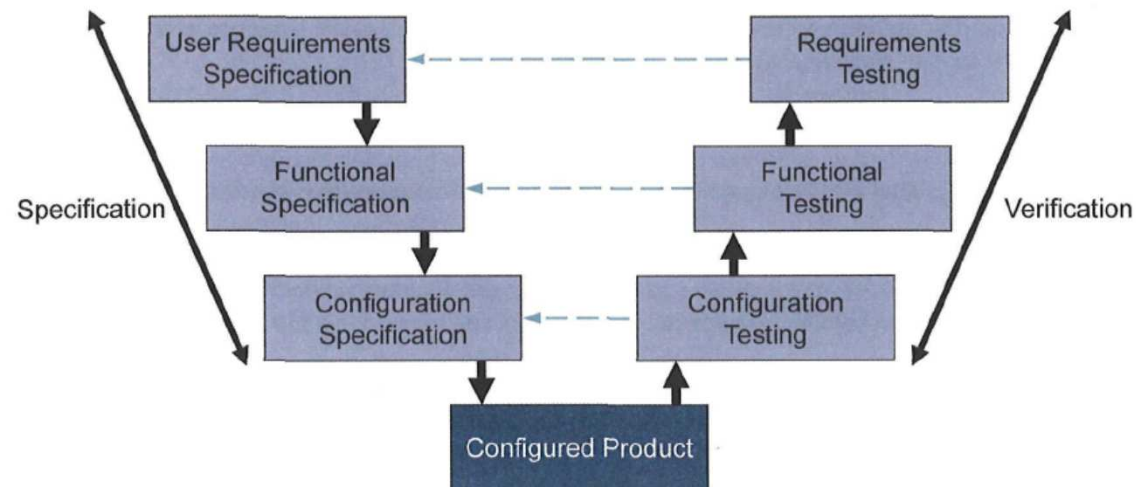 User Requirements
Specification
Requirements
Testing
Functional
Specification
Functional
Testing
Specification
Verification
Configuration
Specification
Configuration
Testing
Configured Product